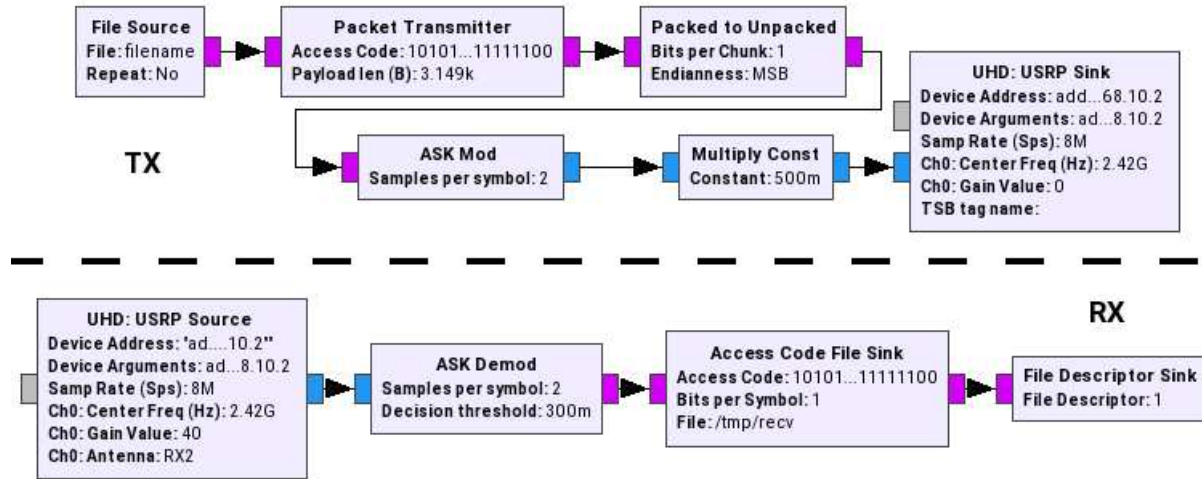 File Source
File: filename
Repeat: No
Packet Transmitter
Access Code: 10101...11111100
Payload len (B): 3.149k
Packed to Unpacked
Bits per Chunk: 1
Endianness: MSB
UHD: USRP Sink
Device Address: add...68.10.2
Device Arguments: ad...8.10.2
Samp Rate (Sps): 8M
Ch0: Center Freq (Hz): 2.42G
Ch0: Gain Value: 0
TSB tag name:
TX
ASK Mod
Samples per symbol: 2
Multiply Const
Constant: 500m
RX
UHD: USRP Source
Device Address: 'ad....10.2"
Device Arguments: ad...8.10.2
Samp Rate (Sps): 8M
Ch0: Center Freq (Hz): 2.42G
Ch0: Gain Value: 40
Ch0: Antenna: RX2
ASK Demod
Samples per symbol: 2
Decision threshold: 300m
Access Code File Sink
Access Code: 10101...11111100
Bits per Symbol: 1
File: /tmp/recv
File Descriptor Sink
File Descriptor: 1